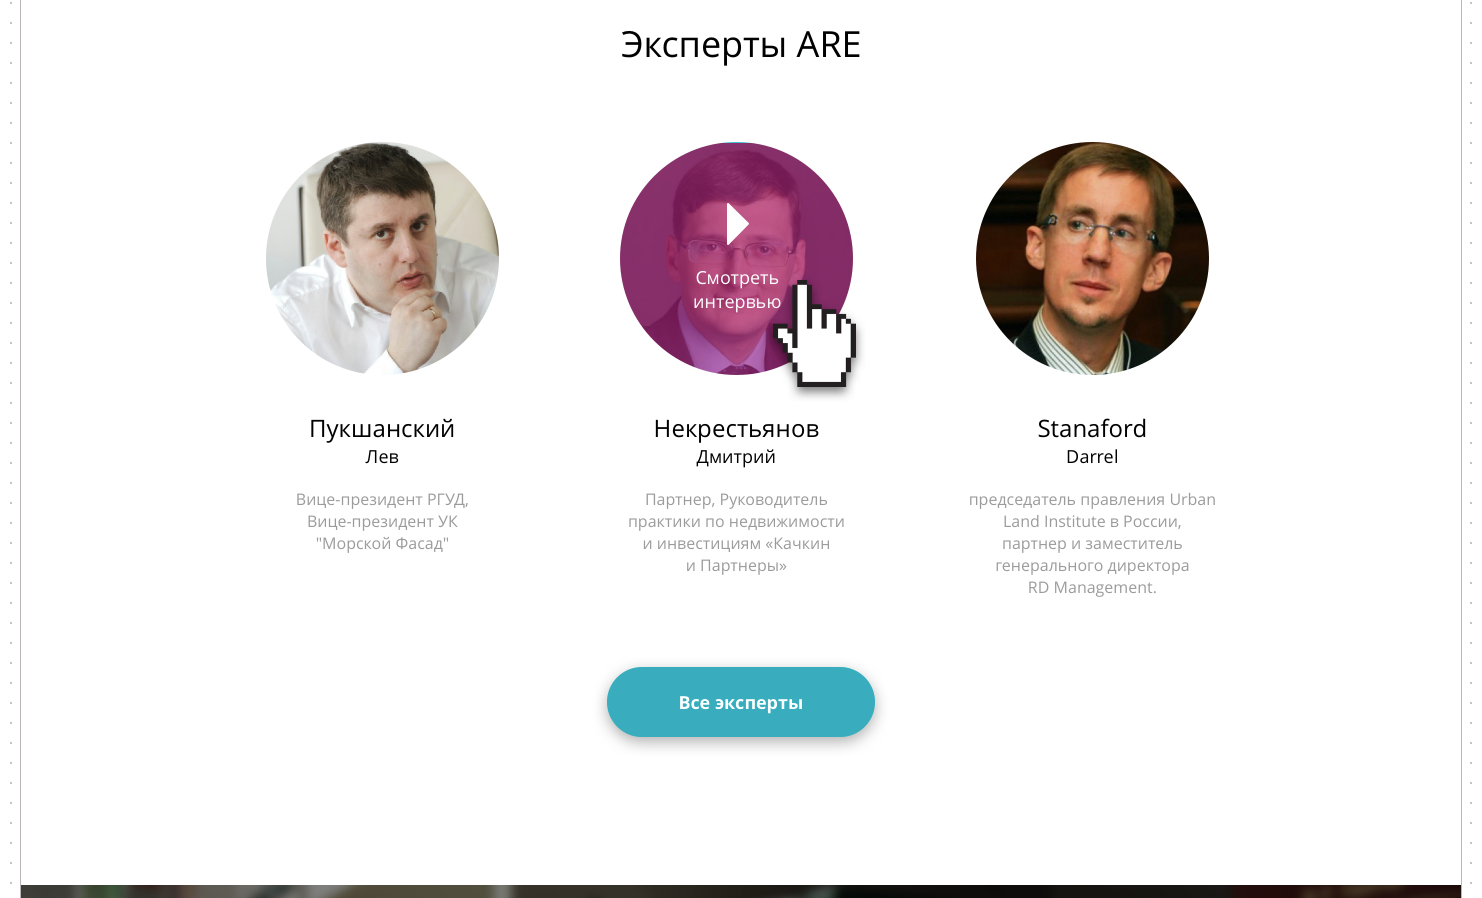 Эксперты ARE
Смотреть
интервью
Пукшанский
Лев
Вице-президент РГУД,
Вице-президент УК
"Морской Фасад"
Некрестьянов
Дмитрий
Партнер, Руководитель
практики по недвижимости
и инвестициям «Качкин
и Партнеры»
Stanaford
Darrel
председатель правления Urban
Land Institute в России,
партнер и заместитель
генерального директора
RD Management.
Все эксперты